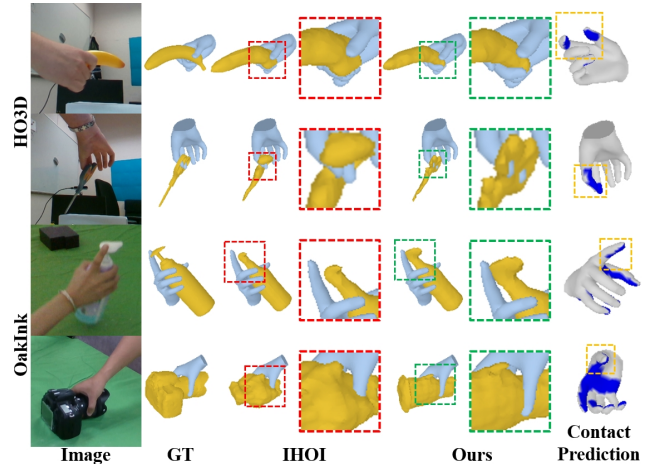 HO3D
OakInk
Image
GT
IHOI
Ours
Contact
Prediction